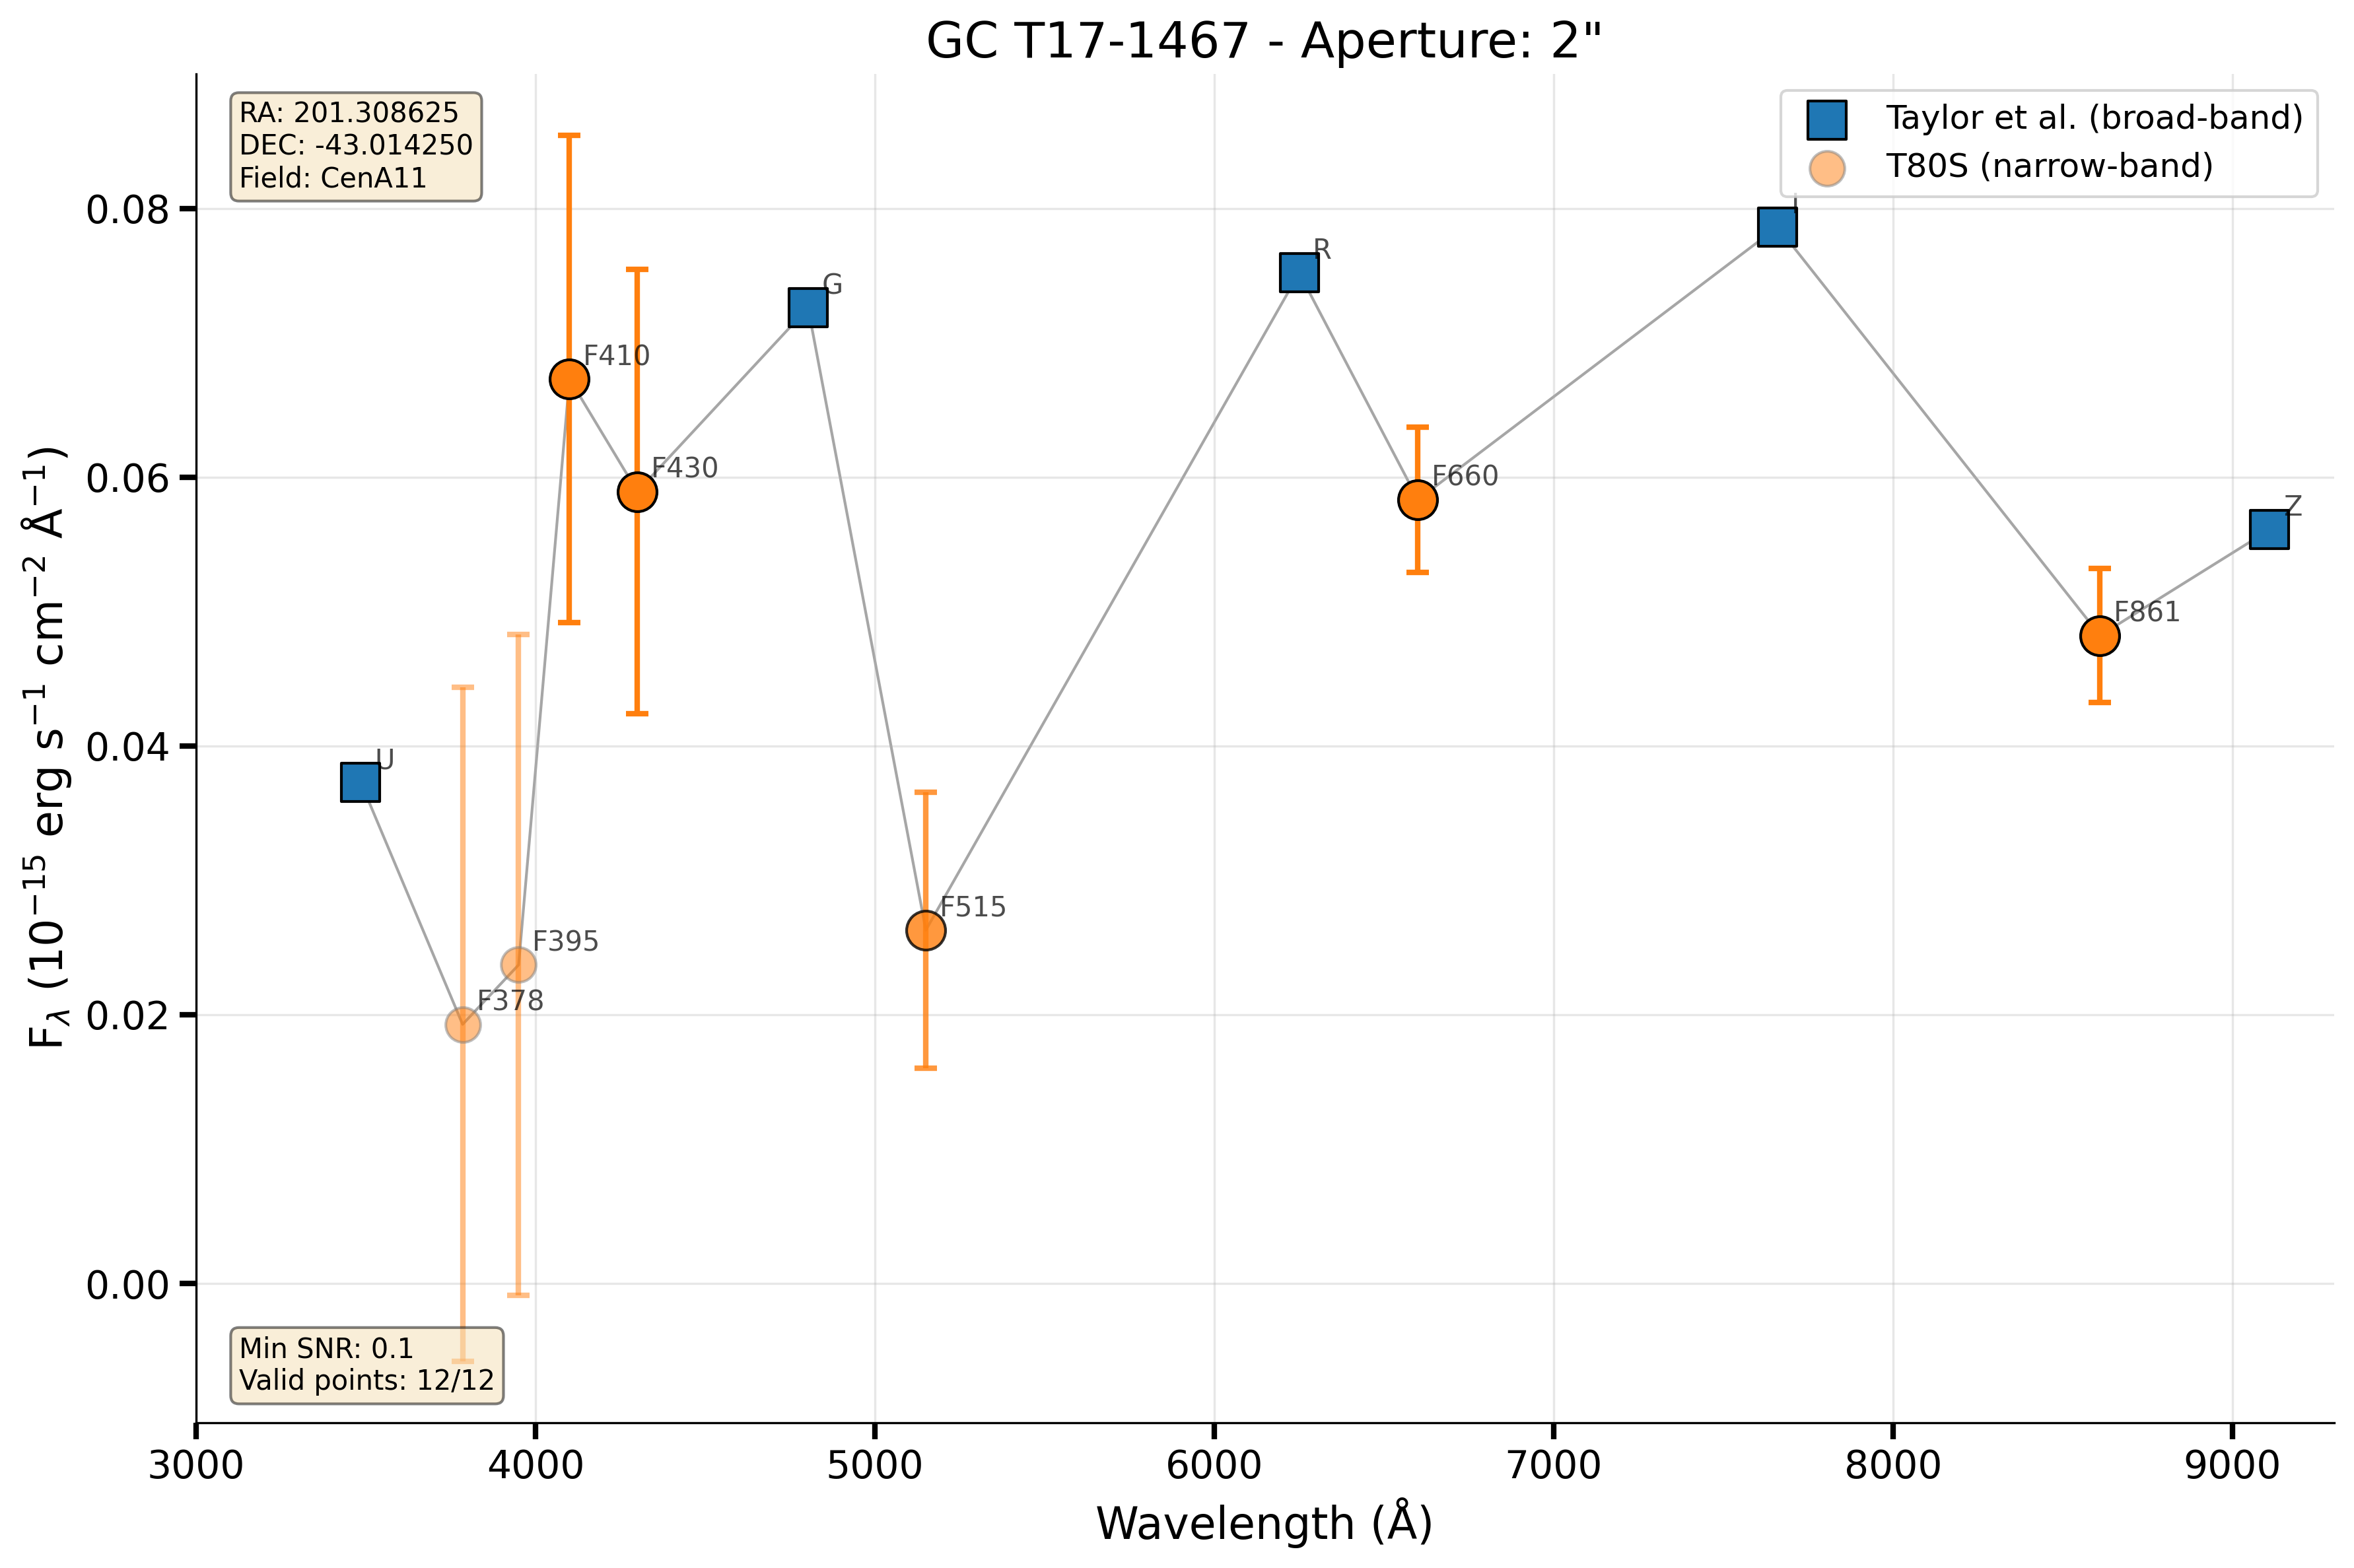 GC T17-1467 - Aperture: 2"
RA: 201.308625
DEC: -43.014250
Field: CenA11
Taylor et al. (broad-band)
T80S (narrow-band)
I
R
G
F410
F430
F660
Z
F861
U
F515
F395
F378
0.08
0.06
0.04
0.02
0.00
F_λ (10⁻¹⁵ erg s⁻¹ cm⁻² Å⁻¹)
Min SNR: 0.1
Valid points: 12/12
3000 4000 5000 6000 7000 8000 9000
Wavelength (Å)